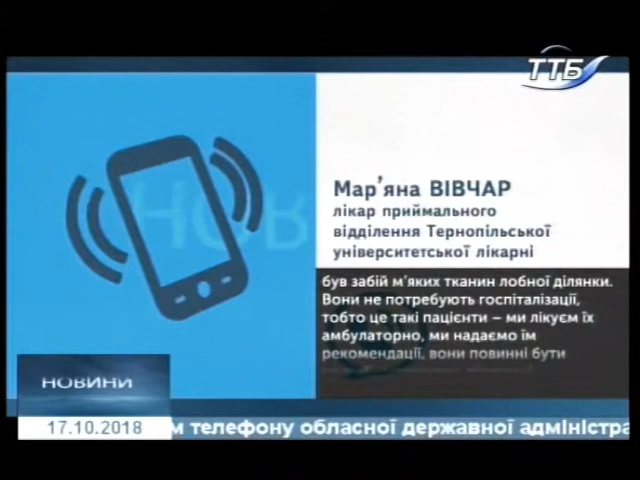 ТТБ
Мар'яна ВІВЧАР
лікар приймального
відділення Тернопільської
університетської лікарні
був забій м'яких тканин лобної ділянки.
Вони не потребують госпіталізації,
тобто це такі пацієнти – ми лікуєм їх
амбулаторно, ми надаємо їм
рекомендації, вони повинні бути
НОВИНИ
17.10.2018
м телефону обласної державної адміністра